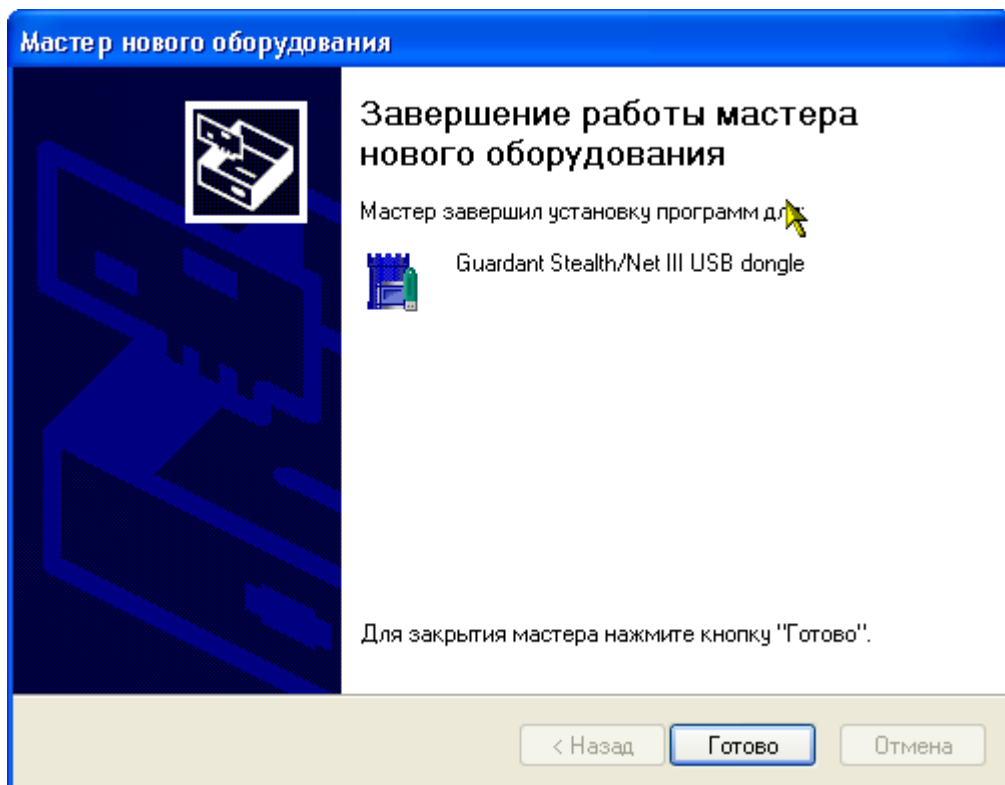 Мастер нового оборудования
Завершение работы мастера
нового оборудования
Мастер завершил установку программ для:
Guardant Stealth/Net III USB dongle
Для закрытия мастера нажмите кнопку "Готово".
< Назад
Готово
Отмена